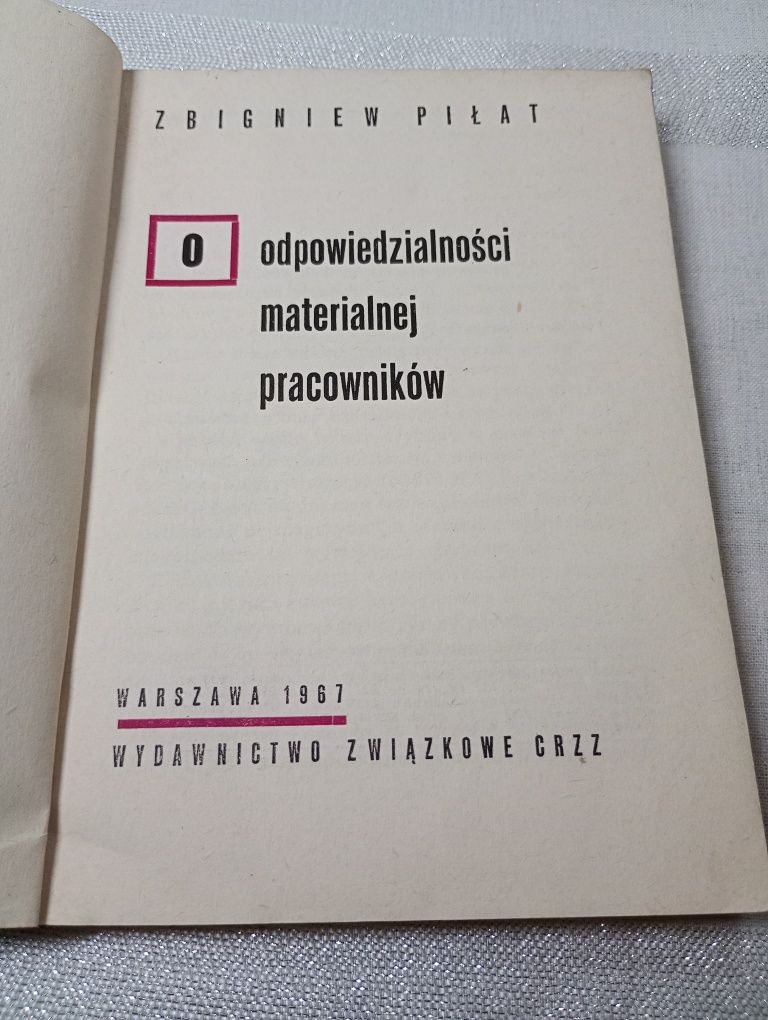 ZBIGNIEW PIŁAT
O odpowiedzialności
materialnej
pracowników
WARSZAWA 1967
WYDAWNICTWO ZWIĄZKOWE CRZZ